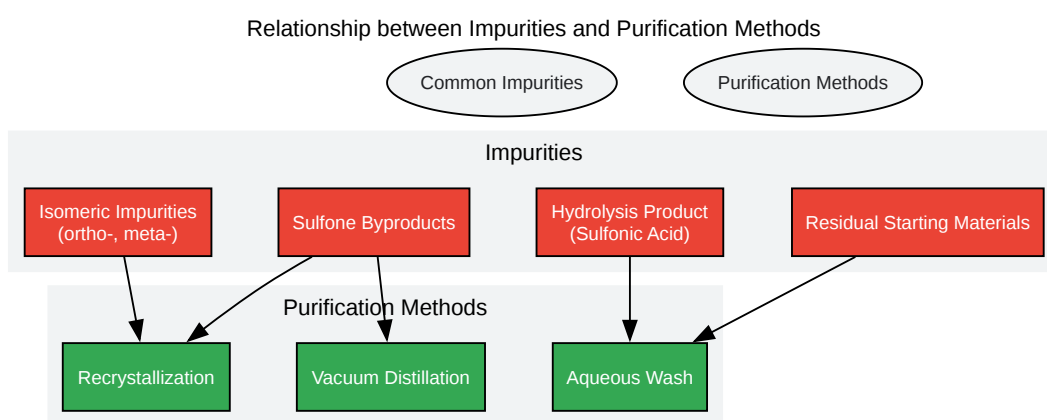 Relationship between Impurities and Purification Methods
Common Impurities
Purification Methods
Impurities
Isomeric Impurities
(ortho-, meta-)
Sulfone Byproducts
Hydrolysis Product
(Sulfonic Acid)
Residual Starting Materials
Purification Methods
Recrystallization
Vacuum Distillation
Aqueous Wash